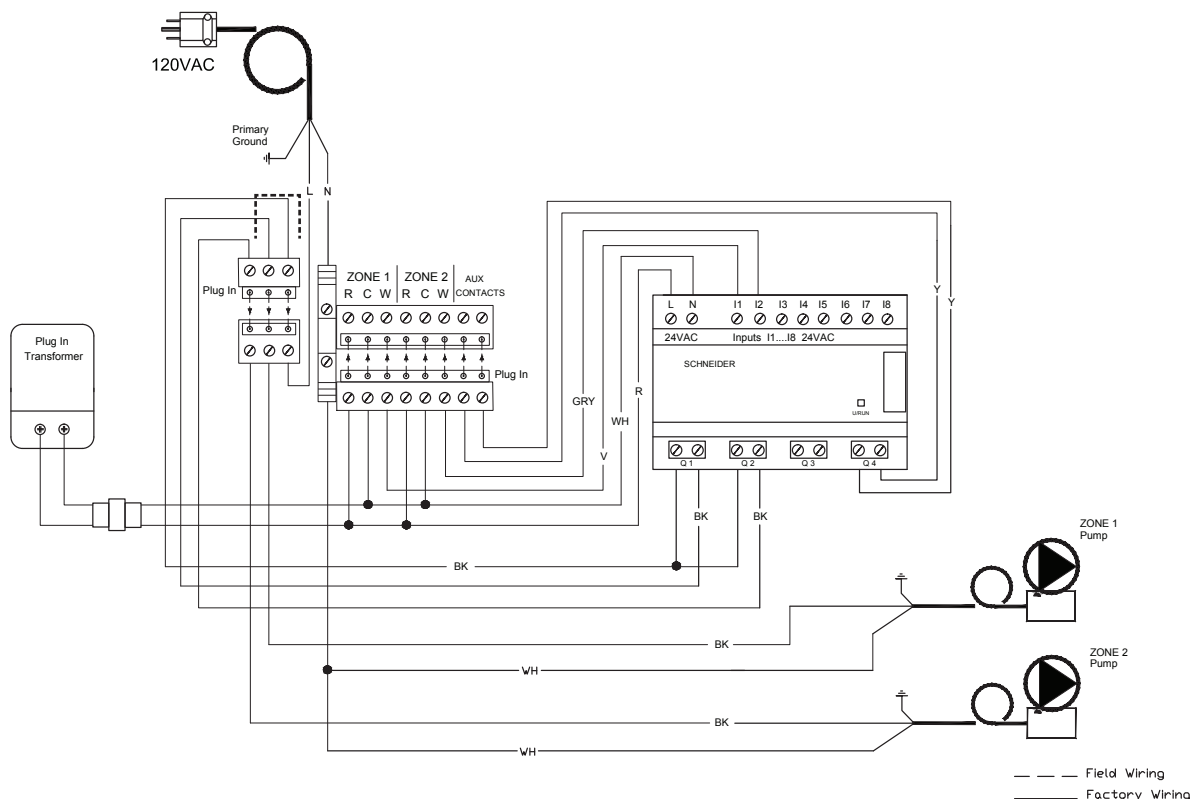 120VAC
Primary
Ground
L N
ZONE 1 ZONE 2 AUX
R C W R C W CONTACTS
Plug In
Plug In
Plug In
Transformer
L N I1 I2 I3 I4 I5 I6 I7 I8
24VAC Inputs I1....I8 24VAC
SCHNEIDER
LI/RUN
Q 1 Q 2 Q 3 Q 4
Y
Y
R
GRY
WH
V
BK
BK
BK
ZONE 1
Pump
BK
WH
ZONE 2
Pump
BK
WH
Field Wiring
Factory Wiring